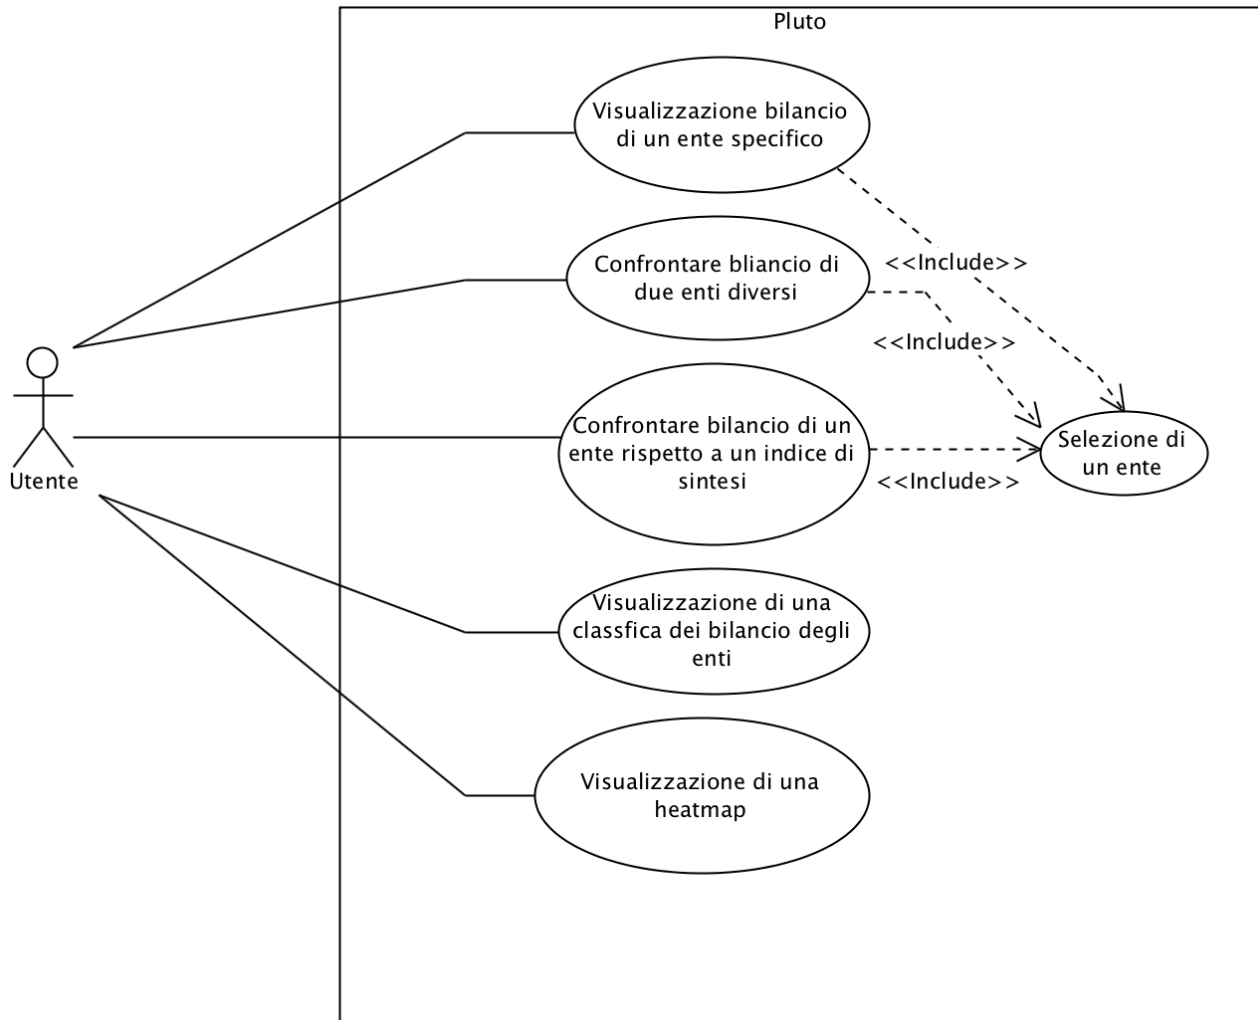 Pluto
Visualizzazione bilancio
di un ente specifico
Confrontare bliancio di
due enti diversi
<<Include>>
<<Include>>
Confrontare bilancio di un
ente rispetto a un indice di
sintesi
<<Include>>
Selezione di
un ente
Utente
Visualizzazione di una
classfica dei bilancio degli
enti
Visualizzazione di una
heatmap